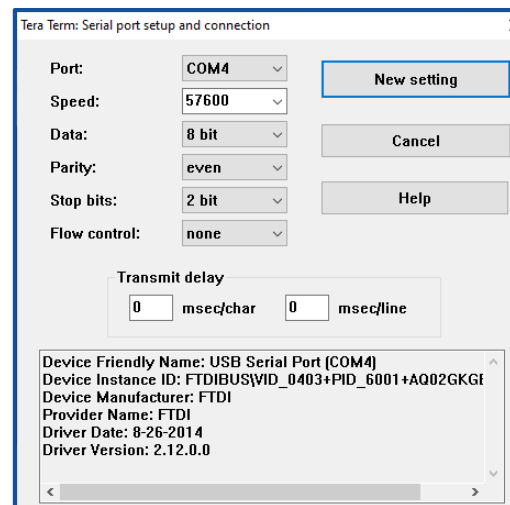 Tera Term: Serial port setup and connection
Port: COM4
New setting
Speed: 57600
Data: 8 bit
Cancel
Parity: even
Stop bits: 2 bit
Help
Flow control: none
Transmit delay
0 msec/char 0 msec/line
Device Friendly Name: USB Serial Port (COM4)
Device Instance ID: FTDIBUS\VID_0403+PID_6001+AQ02GKGE
Device Manufacturer: FTDI
Provider Name: FTDI
Driver Date: 8-26-2014
Driver Version: 2.12.0.0